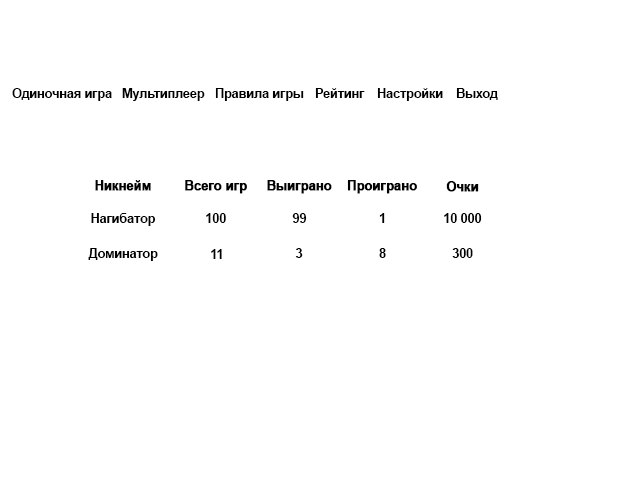 Одиночная игра Мультиплеер Правила игры Рейтинг Настройки Выход
Никнейм Всего игр Выиграно Проиграно Очки
Нагибатор 100 99 1 10 000
Доминатор 11 3 8 300